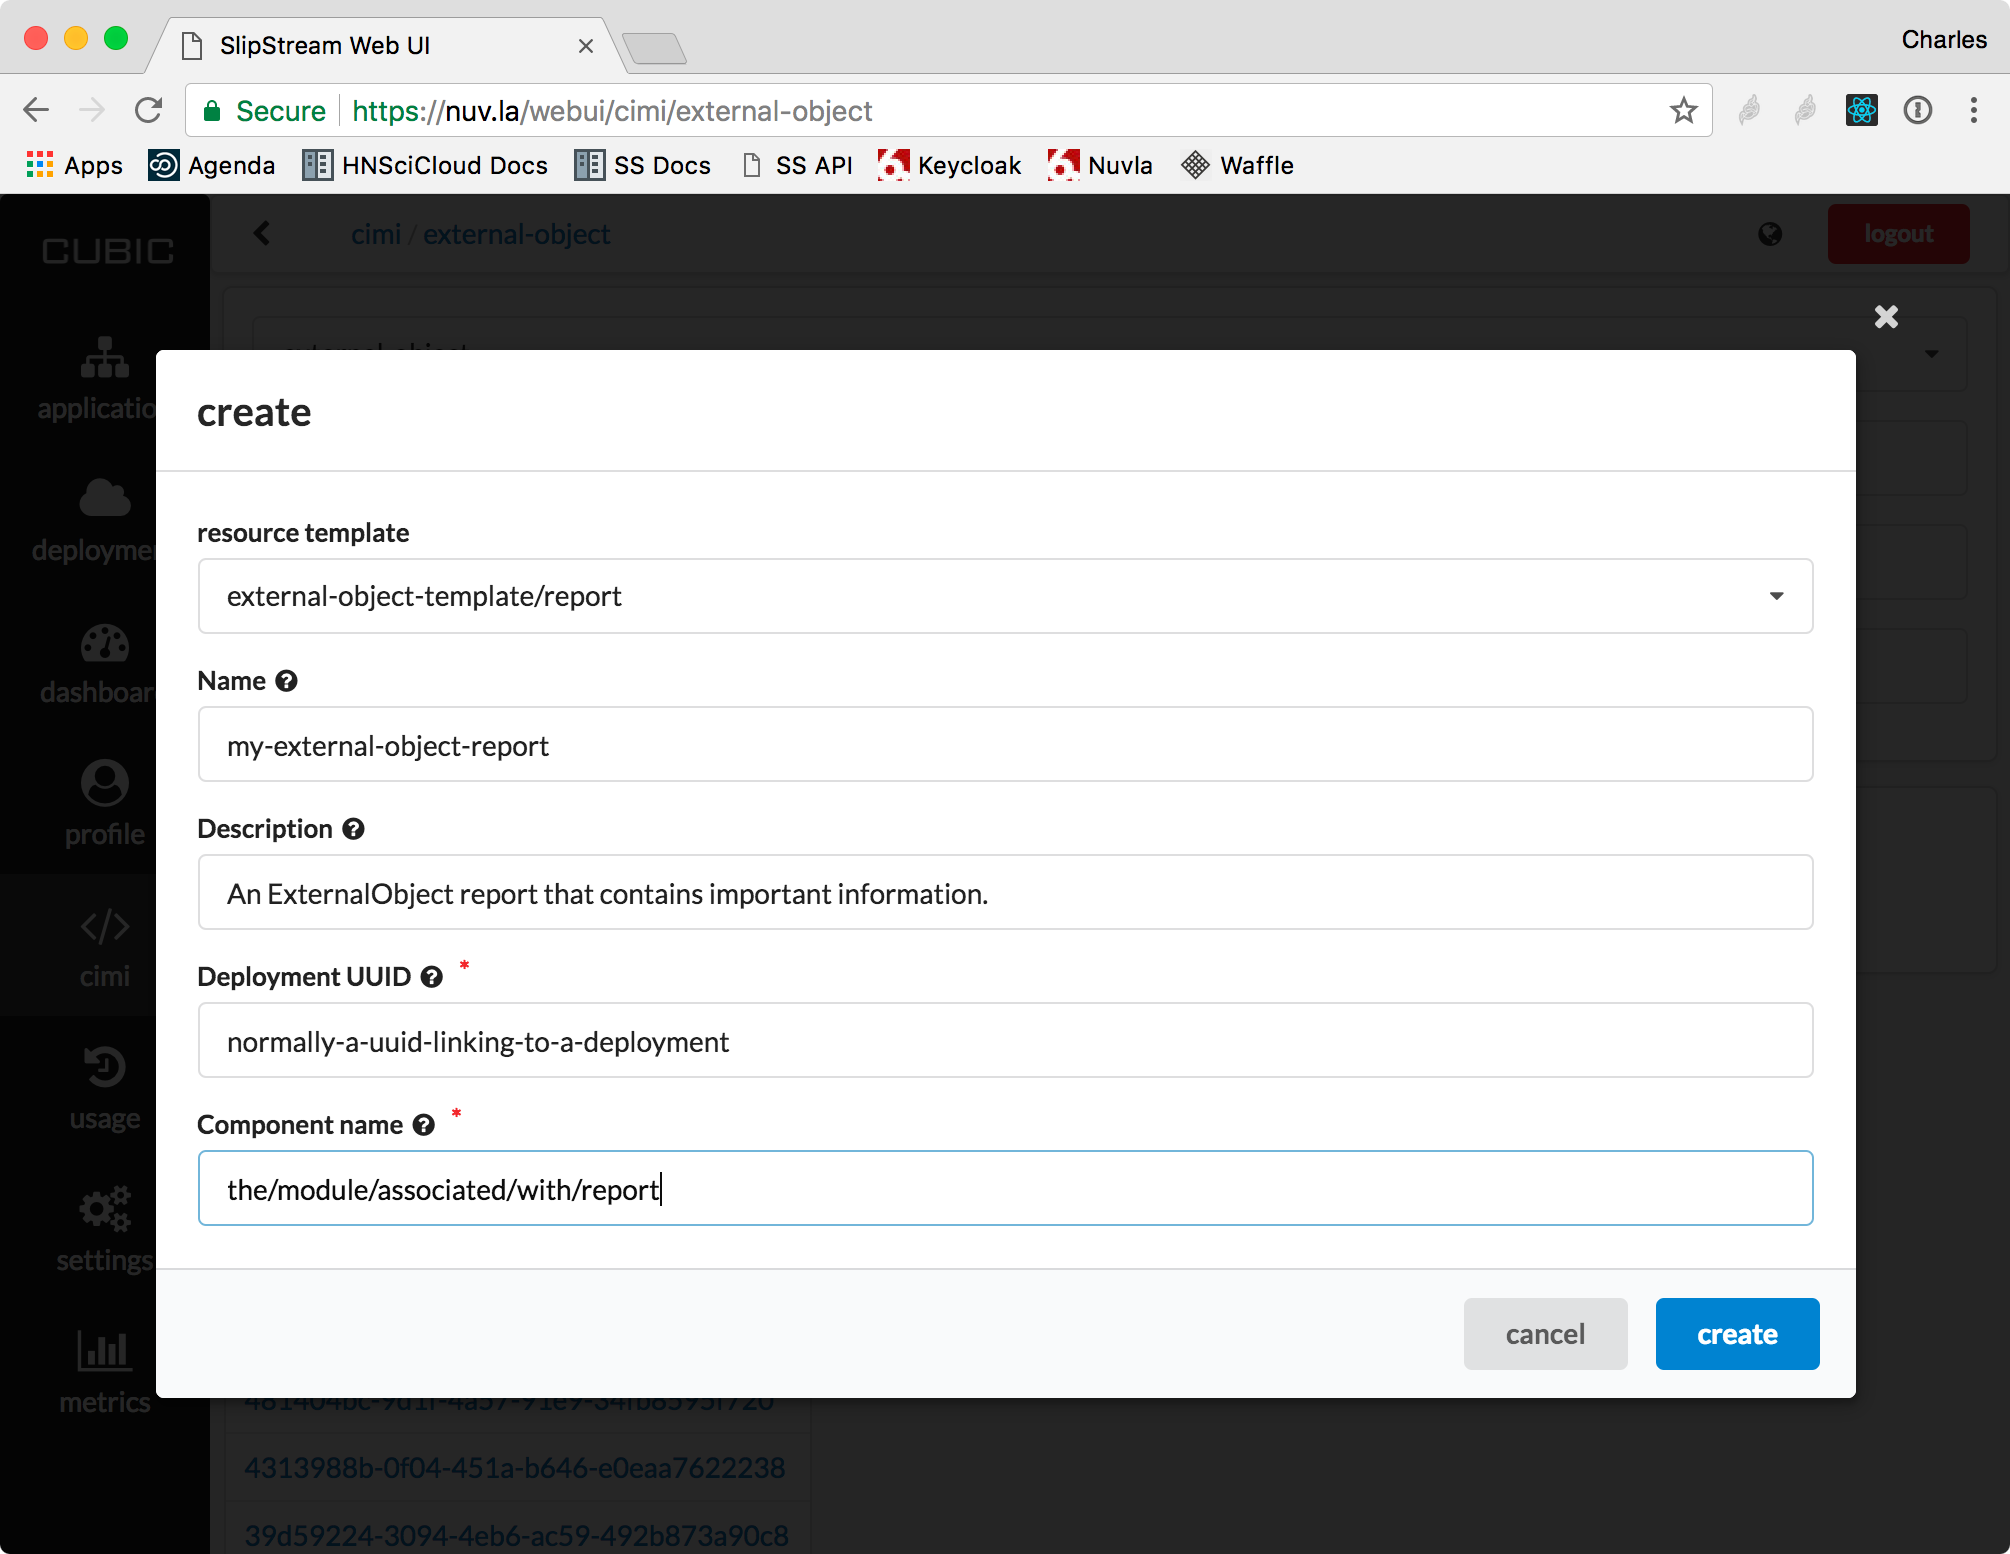 SlipStream Web UI
Charles
Secure https://nuv.la/webui/cimi/external-object
Apps Agenda HNSciCloud Docs SS Docs SS API Keycloak Nuvla Waffle
CUBIC
cimi / external-object
logout
external-object
create
applicatio
resource template
deployme
external-object-template/report
Name
dashboar
my-external-object-report
profile
Description
An ExternalObject report that contains important information.
cimi
Deployment UUID *
normally-a-uuid-linking-to-a-deployment
usage
Component name *
the/module/associated/with/report
settings
cancel create
metrics
4313988b-0f04-451a-b646-e0eaa7622238
39d59224-3094-4eb6-ac59-492b873a90c8